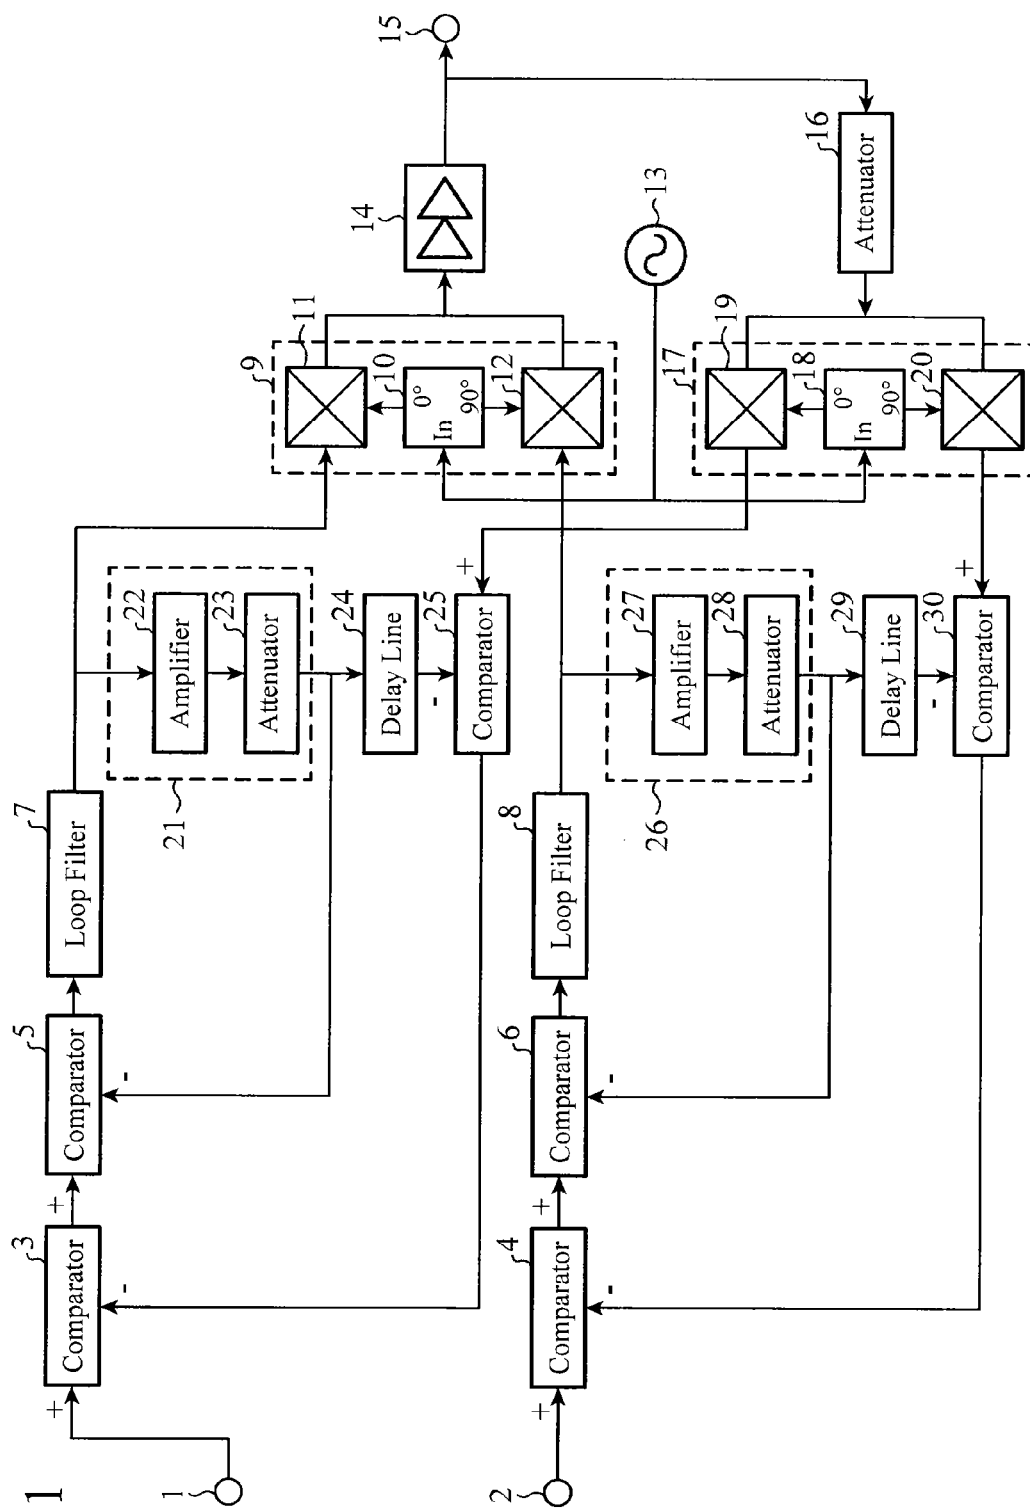 1
1
+
3
Comparator
-
+
5
Comparator
-
7
Loop Filter
21
22
Amplifier
23
Attenuator
24
Delay Line
-
25
Comparator
+
9
11
10
0°
In
90°
12
14
15
13
2
+
4
Comparator
-
+
6
Comparator
-
8
Loop Filter
26
27
Amplifier
28
Attenuator
29
Delay Line
-
30
Comparator
+
17
19
18
0°
In
90°
20
16
Attenuator